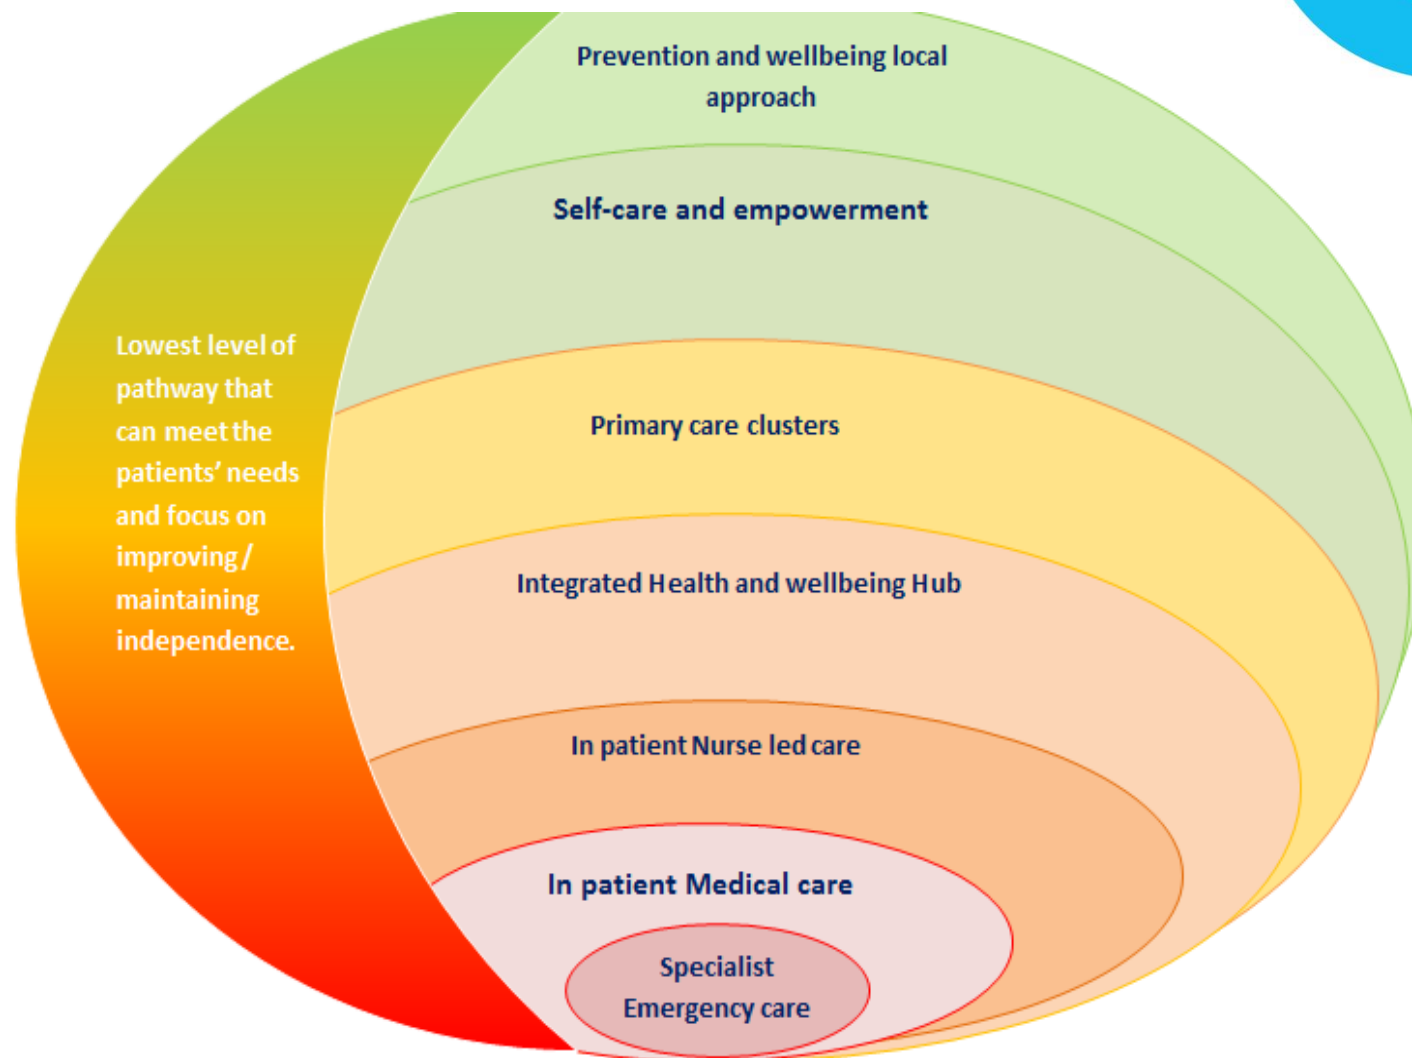 Prevention and wellbeing local
approach
Self-care and empowerment
Lowest level of
pathway that
can meet the
patients’ needs
and focus on
improving /
maintaining
independence.
Primary care clusters
Integrated Health and wellbeing Hub
In patient Nurse led care
In patient Medical care
Specialist
Emergency care